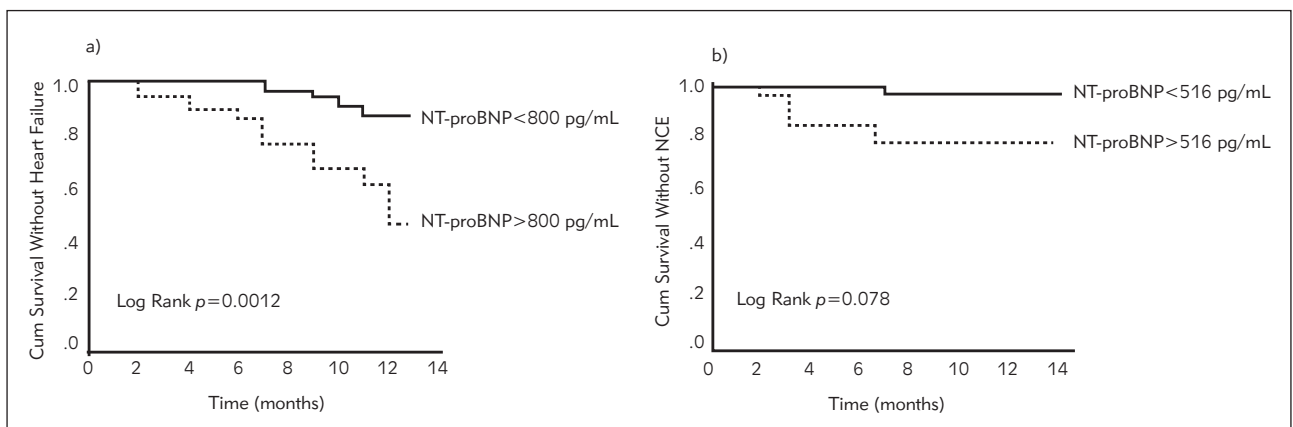 a)
Cum Survival Without Heart Failure
1.0
.8
.6
.4
.2
.0
NT-proBNP<800 pg/mL
NT-proBNP>800 pg/mL
Log Rank p=0.0012
0 2 4 6 8 10 12 14
Time (months)
b)
Cum Survival Without NCE
1.0
.8
.6
.4
.2
.0
NT-proBNP<516 pg/mL
NT-proBNP>516 pg/mL
Log Rank p=0.078
0 2 4 6 8 10 12 14
Time (months)